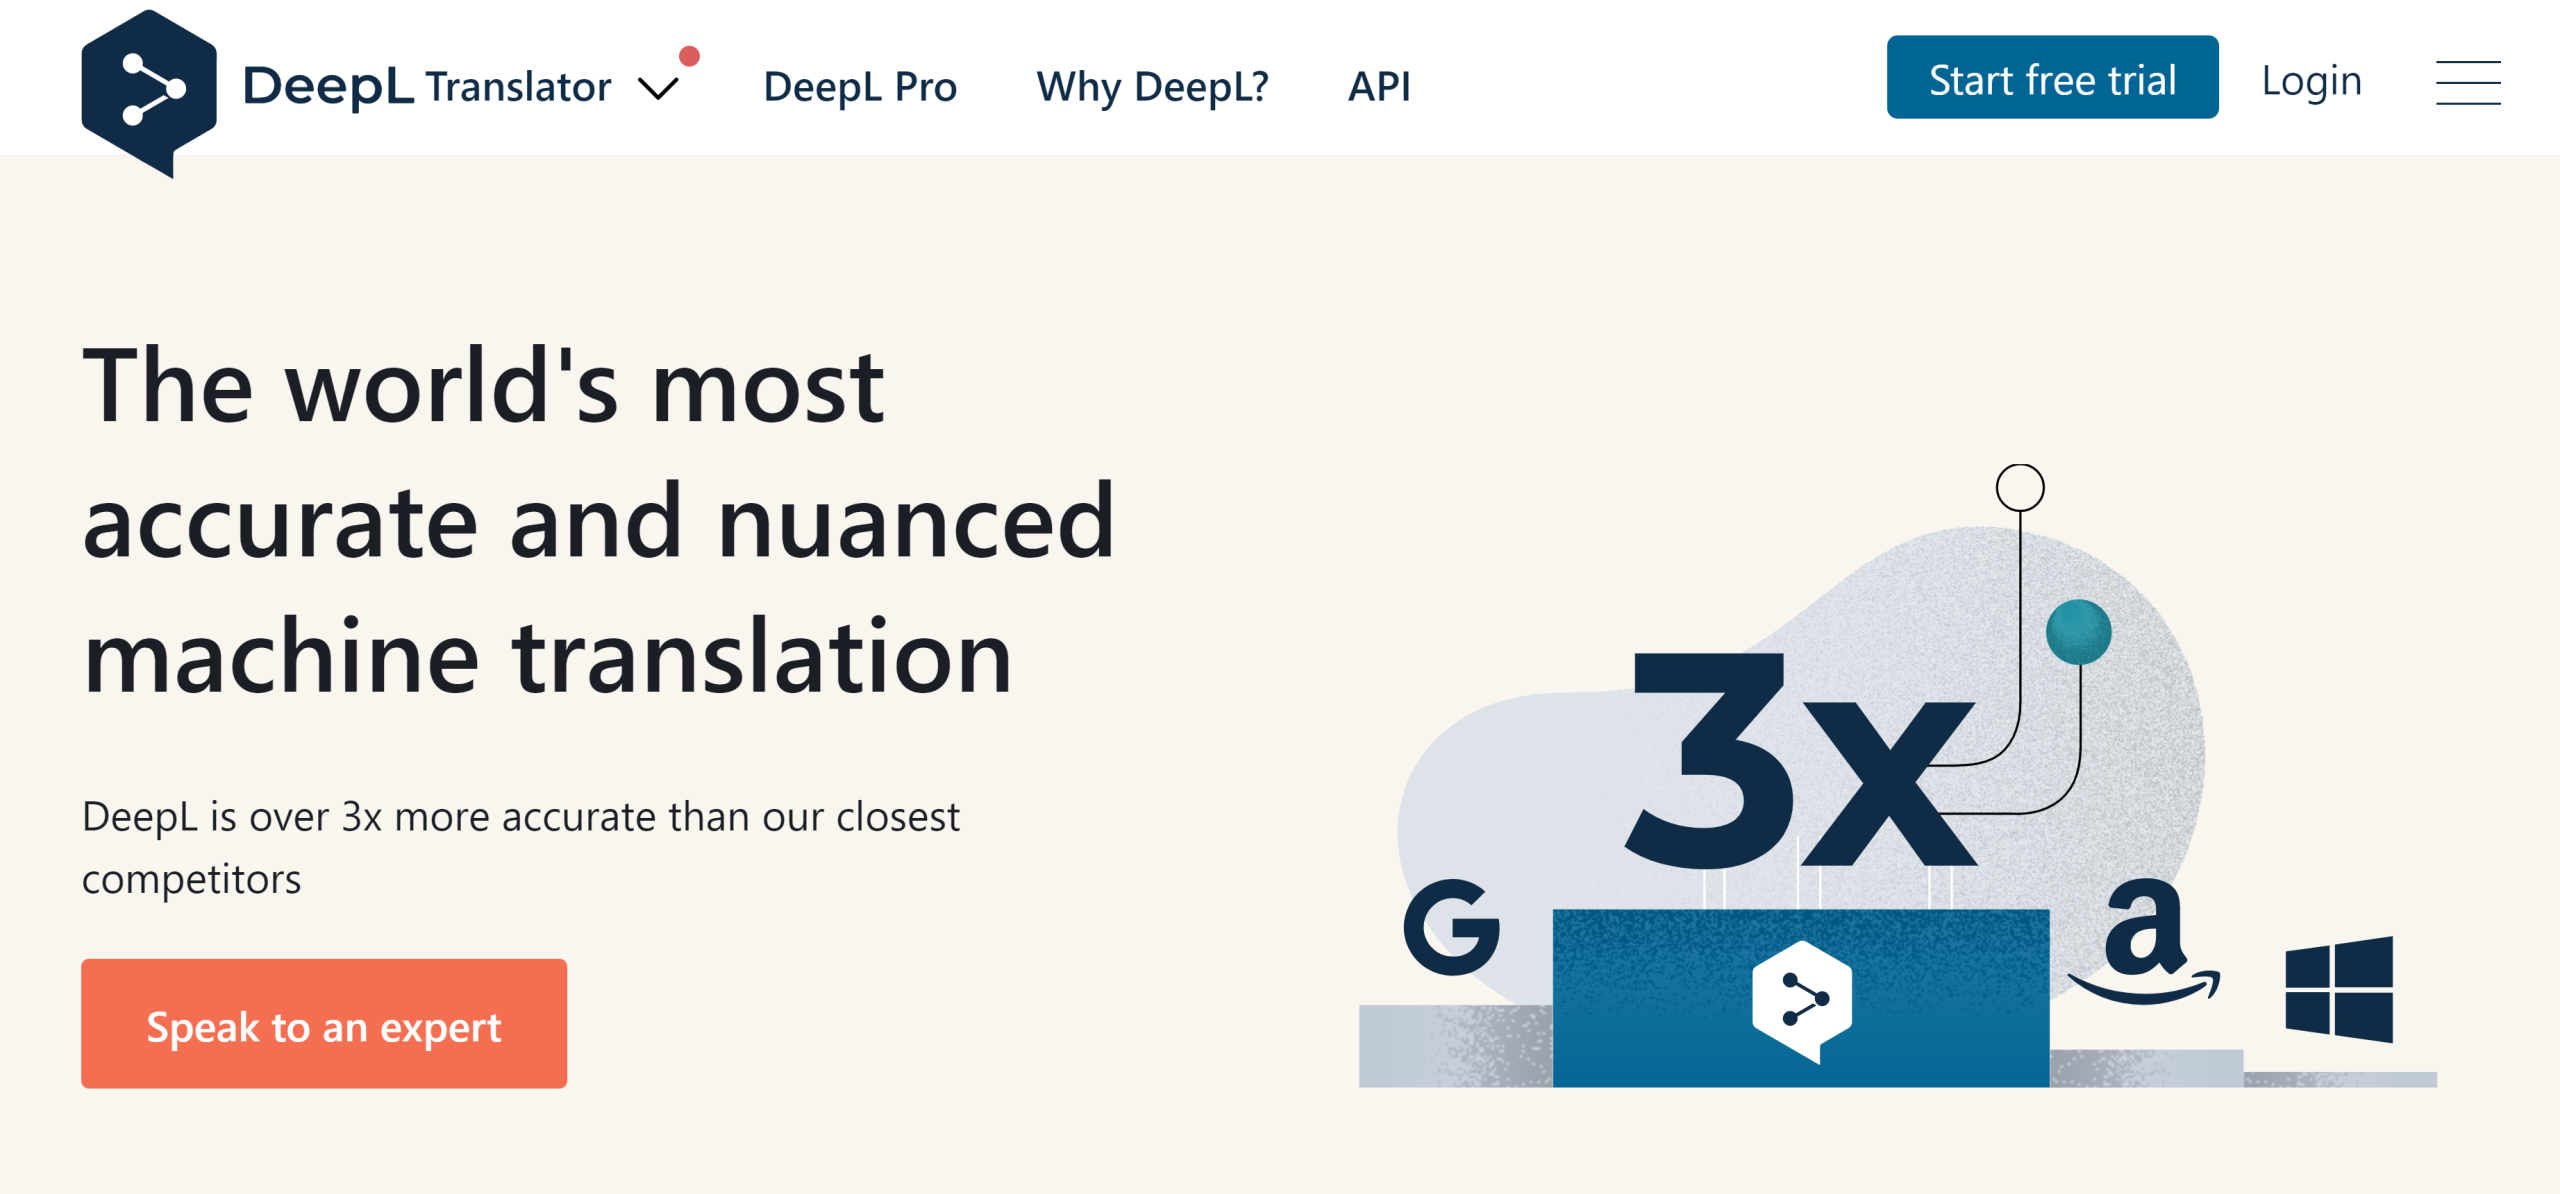 DeepL Translator DeepL Pro Why DeepL? API Start free trial Login
The world's most
accurate and nuanced
machine translation
DeepL is over 3x more accurate than our closest
competitors
Speak to an expert
3x
G
a